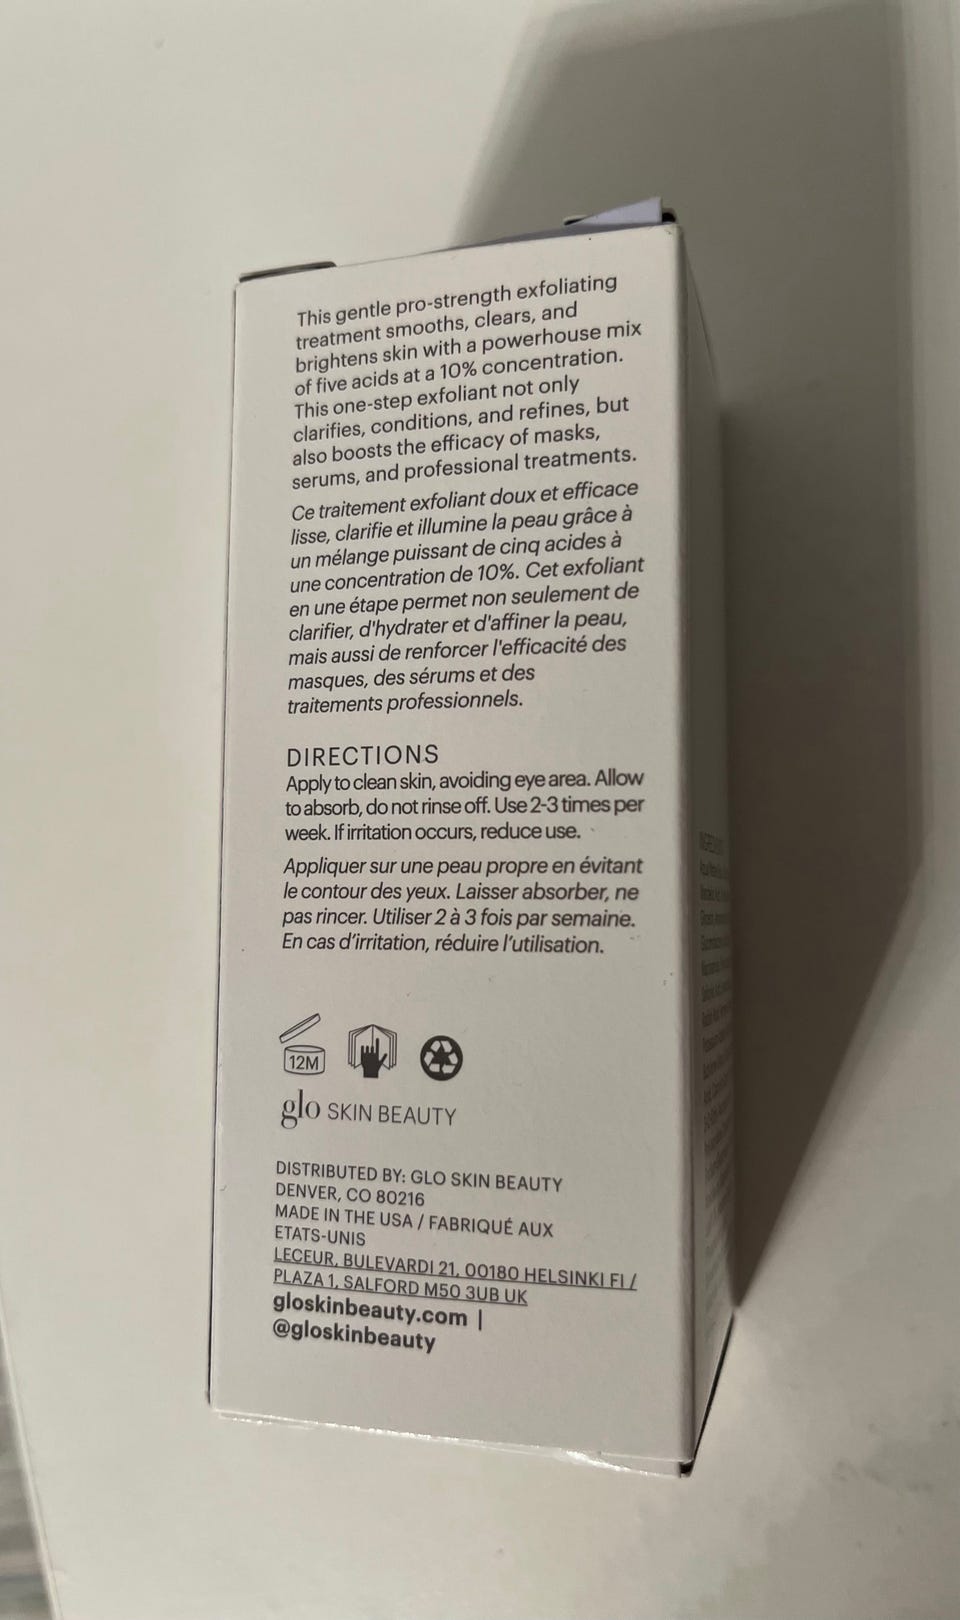 This gentle pro-strength exfoliating
treatment smooths, clears, and
brightens skin with a powerhouse mix
of five acids at a 10% concentration.
This one-step exfoliant not only
clarifies, conditions, and refines, but
also boosts the efficacy of masks,
serums, and professional treatments.
Ce traitement exfoliant doux et efficace
lisse, clarifie et illumine la peau grâce à
un mélange puissant de cinq acides à
une concentration de 10%. Cet exfoliant
en une étape permet non seulement de
clarifier, d'hydrater et d'affiner la peau,
mais aussi de renforcer l'efficacité des
masques, des sérums et des
traitements professionnels.
DIRECTIONS
Apply to clean skin, avoiding eye area. Allow
to absorb, do not rinse off. Use 2-3 times per
week. If irritation occurs, reduce use.
Appliquer sur une peau propre en évitant
le contour des yeux. Laisser absorber, ne
pas rincer. Utiliser 2 à 3 fois par semaine.
En cas d'irritation, réduire l'utilisation.
12M
glo SKIN BEAUTY
DISTRIBUTED BY: GLO SKIN BEAUTY
DENVER, CO 80216
MADE IN THE USA / FABRIQUÉ AUX
ETATS-UNIS
LECEUR, BULEVARDI 21, 00180 HELSINKI FI /
PLAZA 1, SALFORD M50 3UB UK
gloskinbeauty.com |
@gloskinbeauty